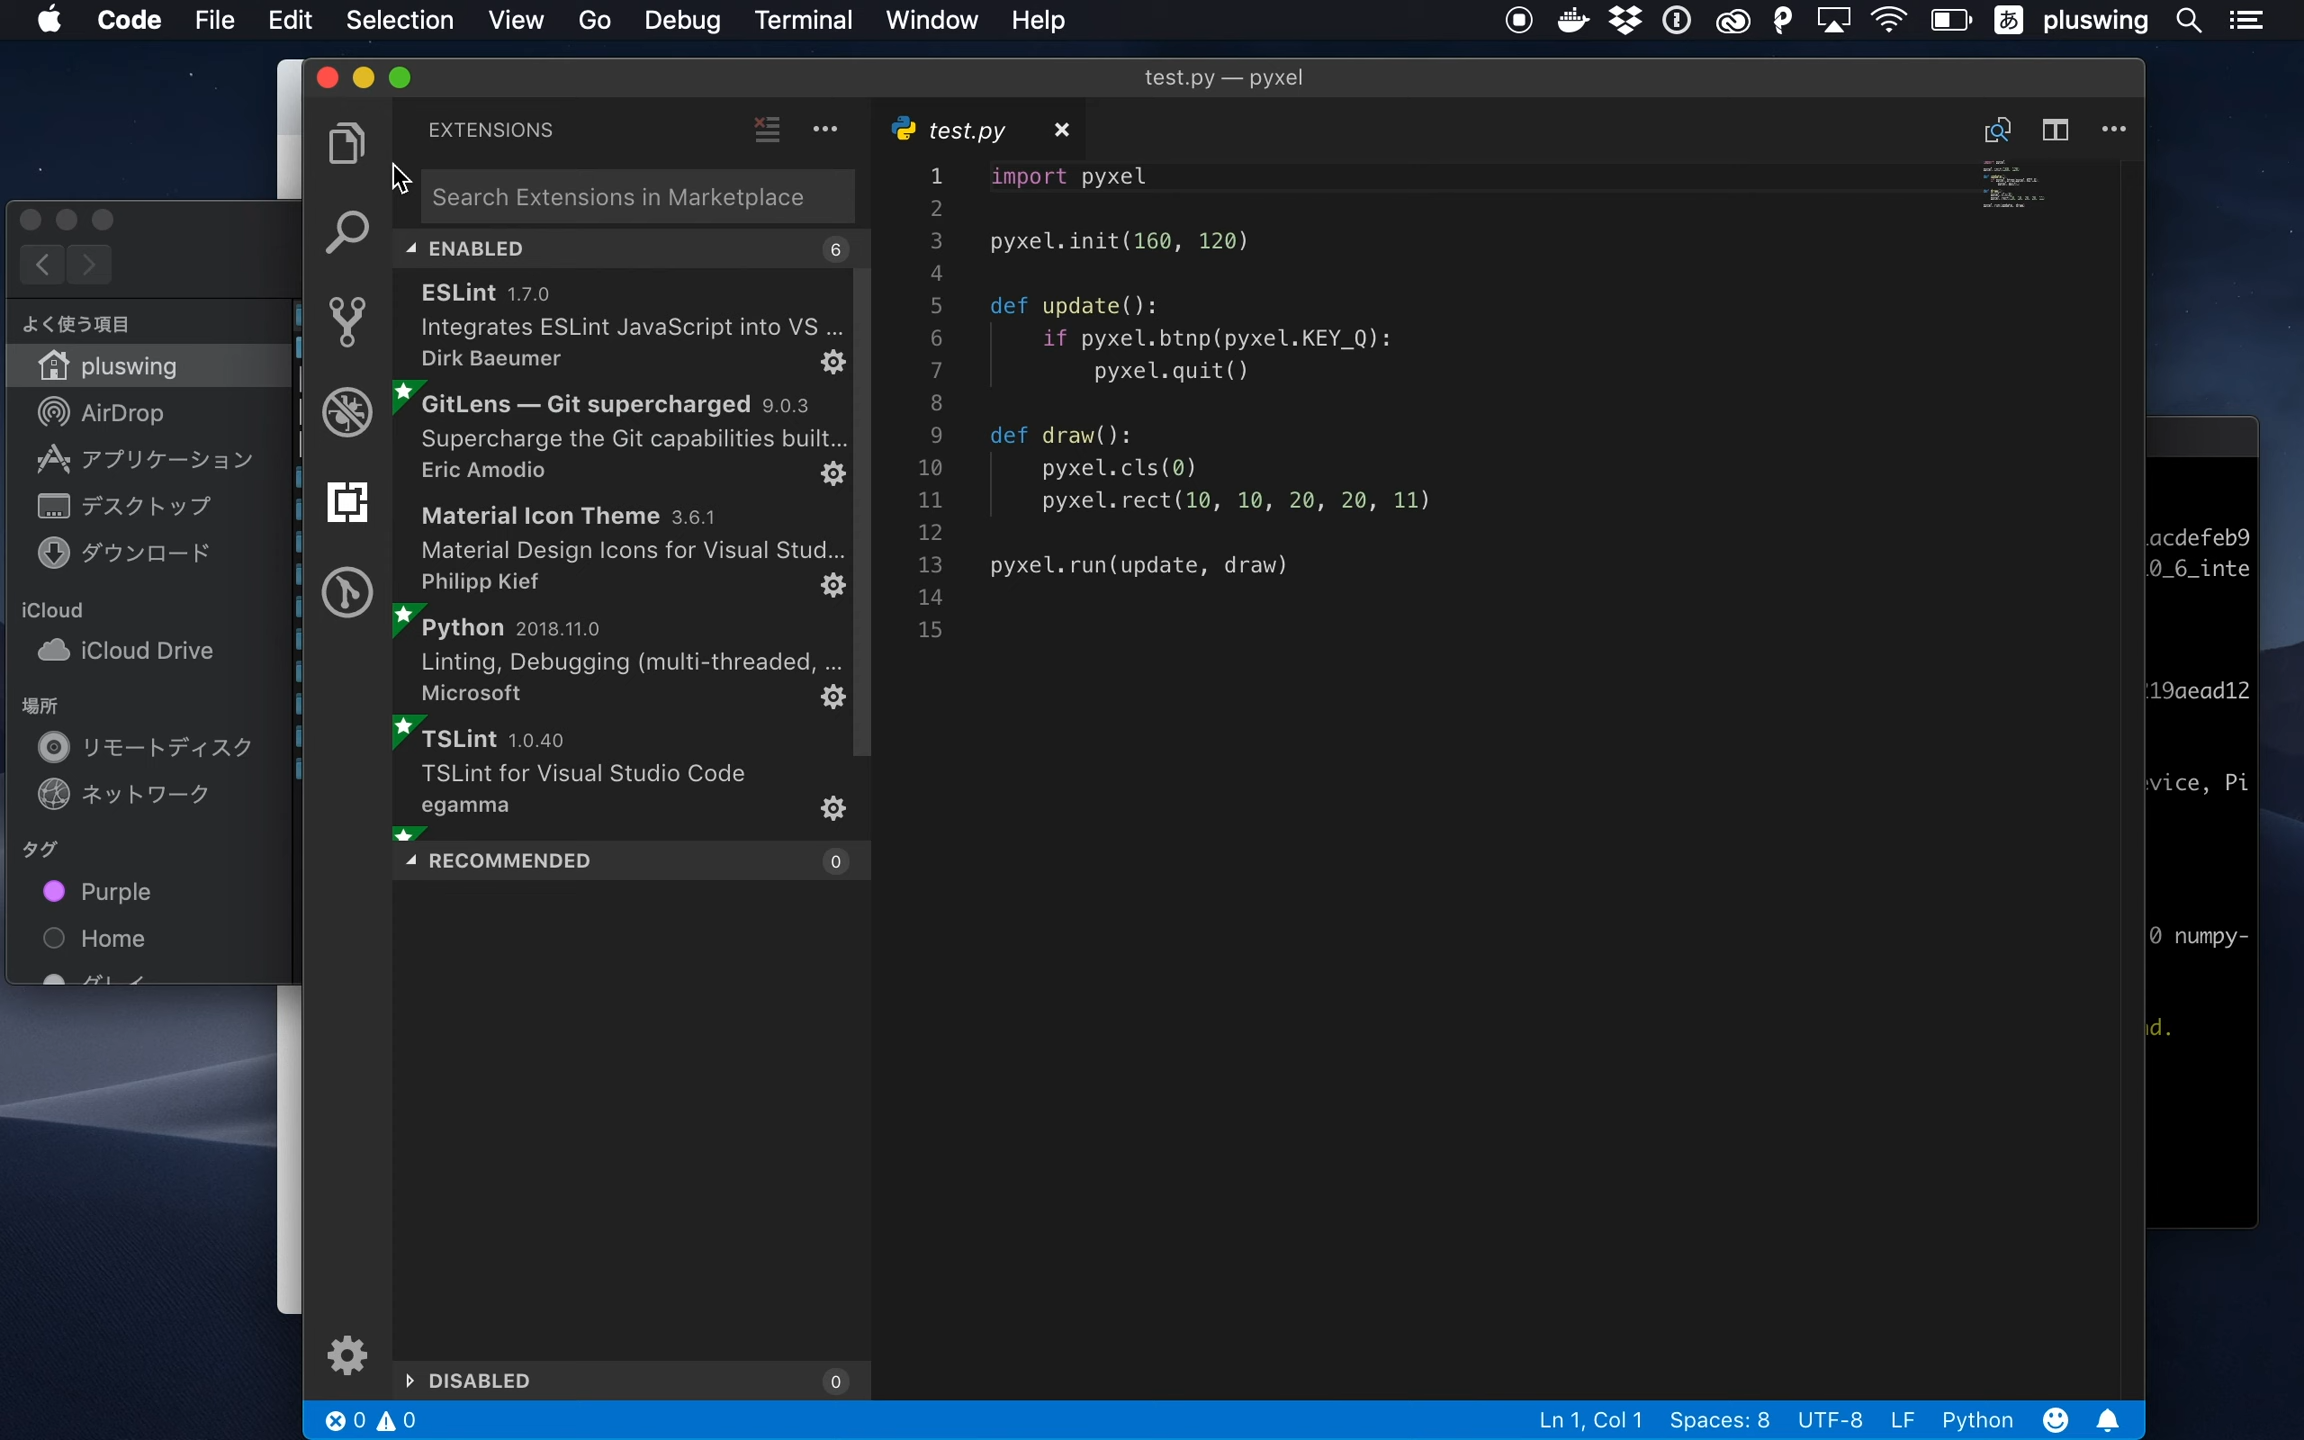 Code File Edit Selection View Go Debug Terminal Window Help あ pluswing
test.py — pyxel
EXTENSIONS
Search Extensions in Marketplace
ENABLED 6
ESLint 1.7.0
Integrates ESLint JavaScript into VS ...
Dirk Baeumer
GitLens — Git supercharged 9.0.3
Supercharge the Git capabilities built...
Eric Amodio
Material Icon Theme 3.6.1
Material Design Icons for Visual Stud...
Philipp Kief
Python 2018.11.0
Linting, Debugging (multi-threaded, ...
Microsoft
TSLint 1.0.40
TSLint for Visual Studio Code
egamma
RECOMMENDED 0
DISABLED 0
test.py
1 import pyxel
2
3 pyxel.init(160, 120)
4
5 def update():
6 if pyxel.btnp(pyxel.KEY_Q):
7 pyxel.quit()
8
9 def draw():
10 pyxel.cls(0)
11 pyxel.rect(10, 10, 20, 20, 11)
12
13 pyxel.run(update, draw)
14
15
0 0 Ln 1, Col 1 Spaces: 8 UTF-8 LF Python
よく使う項目
pluswing
AirDrop
アプリケーション
デスクトップ
ダウンロード
iCloud
iCloud Drive
場所
リモートディスク
ネットワーク
タグ
Purple
Home
acdefeb9
0_6_inte
19aead12
vice, Pi
0 numpy-
d.